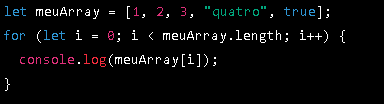 let meuArray = [1, 2, 3, "quatro", true];
for (let i = 0; i < meuArray.length; i++) {
  console.log(meuArray[i]);
}